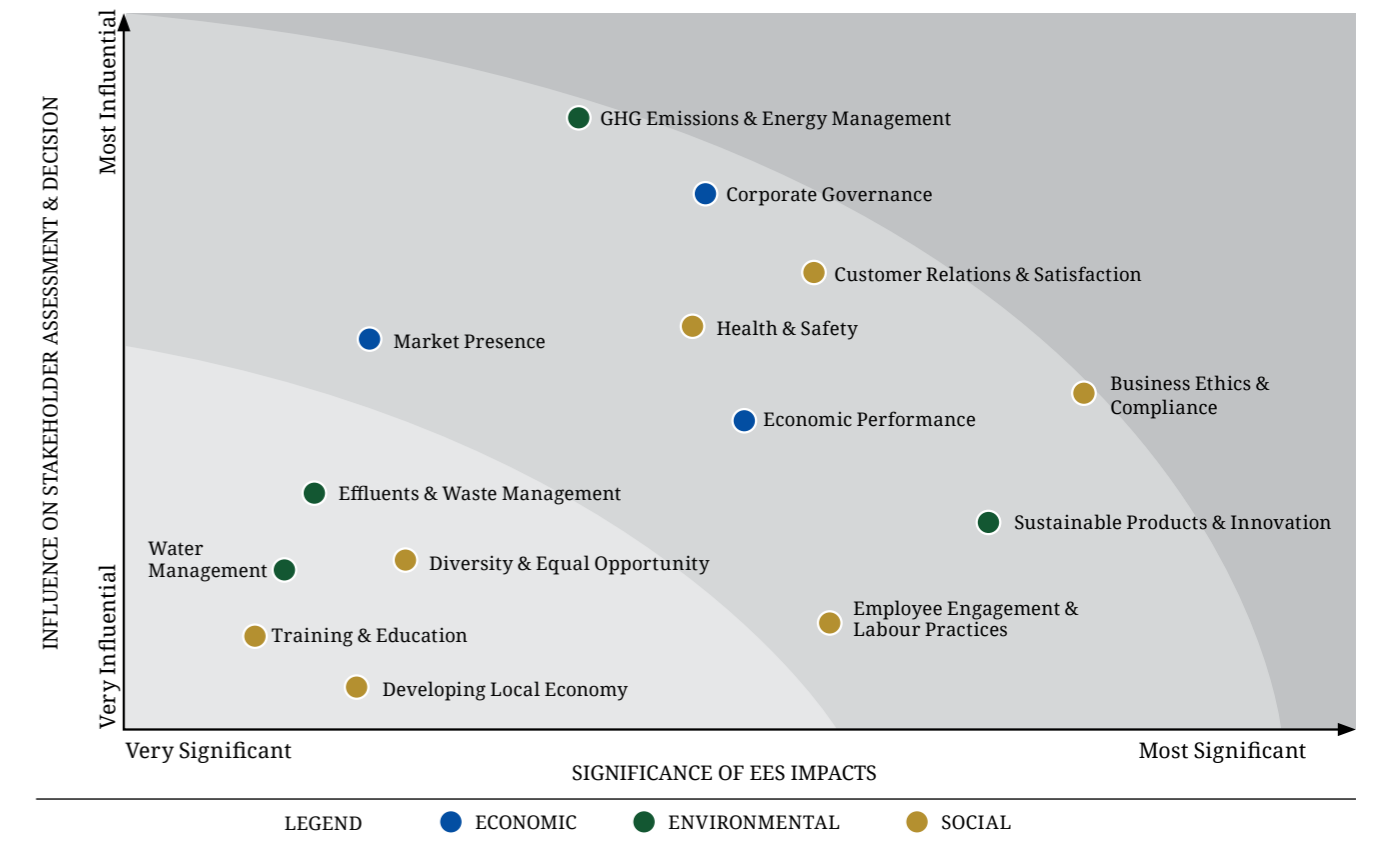 INFLUENCE ON STAKEHOLDER ASSESSMENT & DECISION
Most Influential
Very Influential
GHG Emissions & Energy Management
Corporate Governance
Customer Relations & Satisfaction
Health & Safety
Market Presence
Business Ethics &
Compliance
Economic Performance
Effluents & Waste Management
Sustainable Products & Innovation
Water
Management
Diversity & Equal Opportunity
Employee Engagement &
Labour Practices
Training & Education
Developing Local Economy
Very Significant
Most Significant
SIGNIFICANCE OF EES IMPACTS
LEGEND
ECONOMIC
ENVIRONMENTAL
SOCIAL